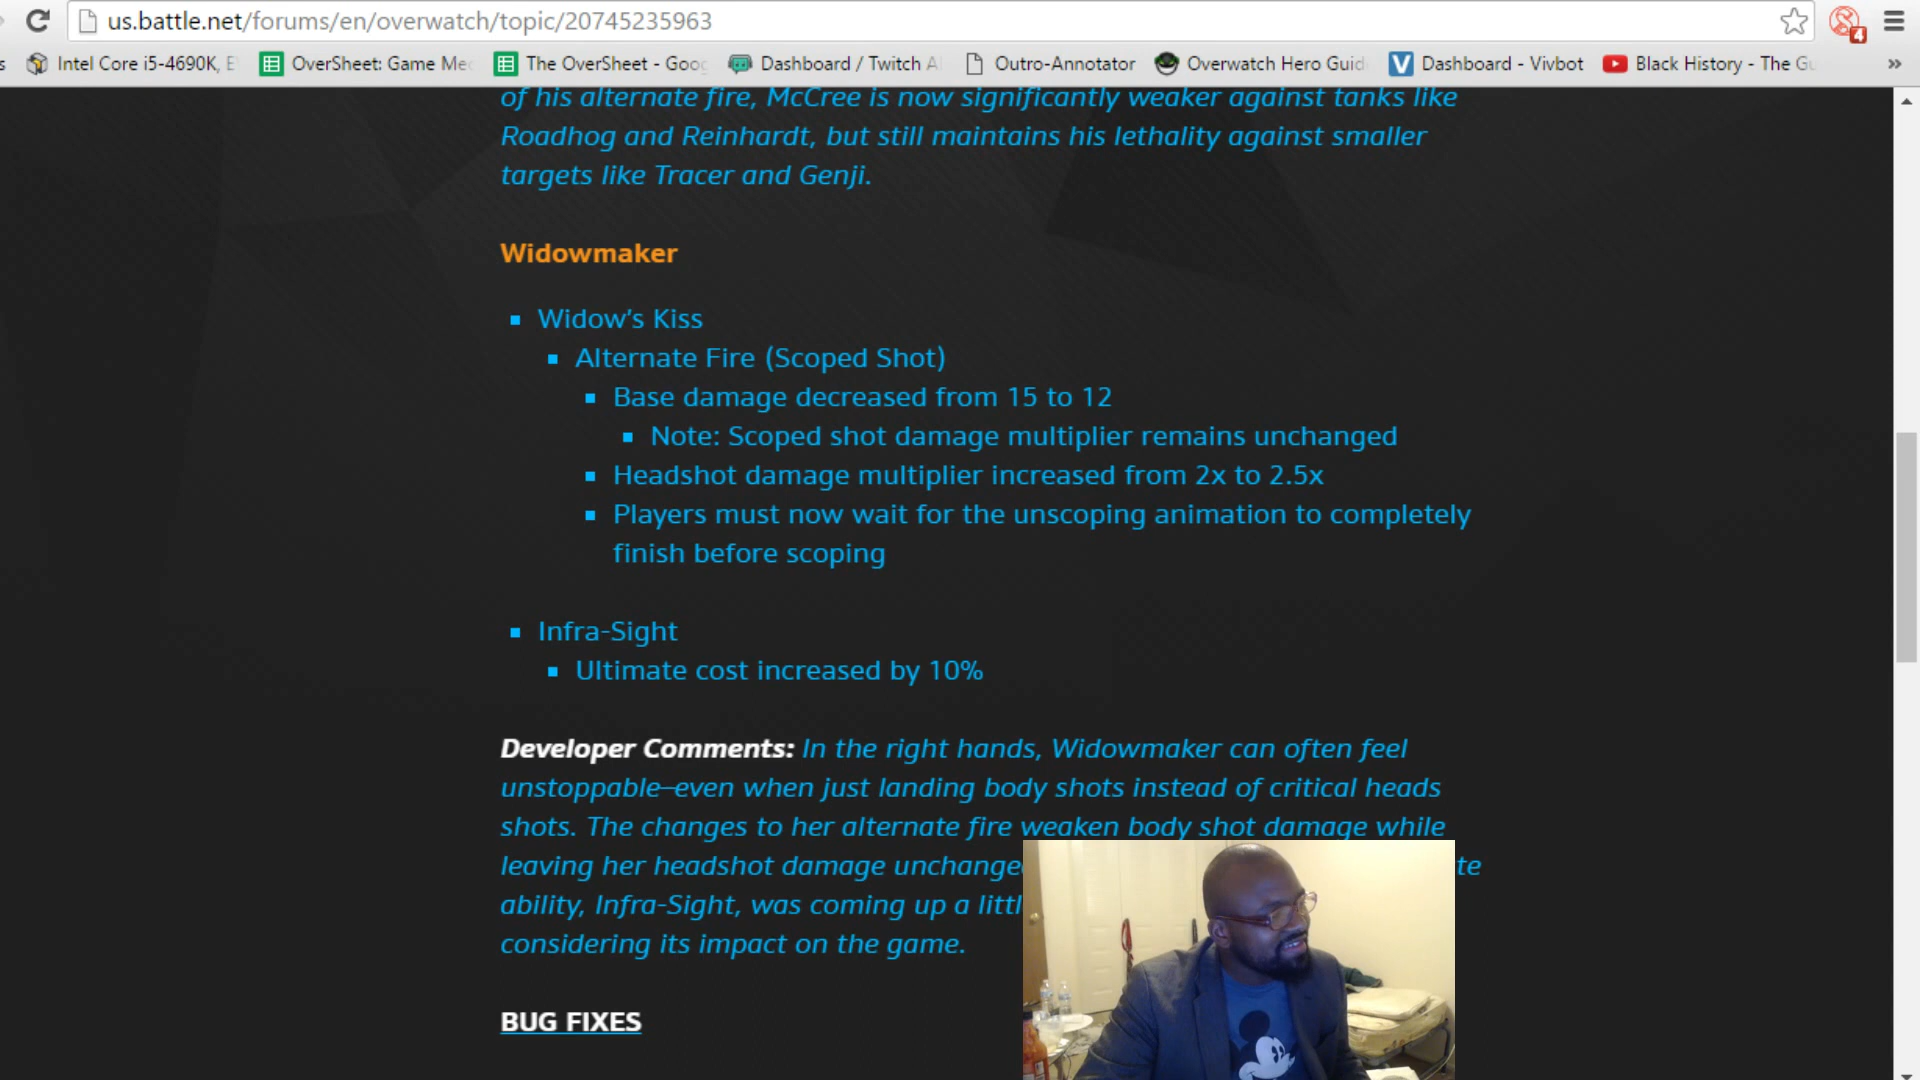 us.battle.net/forums/en/overwatch/topic/20745235963
4
s Intel Core i5-4690K, E OverSheet: Game Mec The OverSheet - Goog Dashboard / Twitch A Outro-Annotator Overwatch Hero Guid Dashboard - Vivbot Black History - The Gu »
of his alternate fire, McCree is now significantly weaker against tanks like
Roadhog and Reinhardt, but still maintains his lethality against smaller
targets like Tracer and Genji.
Widowmaker
Widow's Kiss
Alternate Fire (Scoped Shot)
Base damage decreased from 15 to 12
Note: Scoped shot damage multiplier remains unchanged
Headshot damage multiplier increased from 2x to 2.5x
Players must now wait for the unscoping animation to completely
finish before scoping
Infra-Sight
Ultimate cost increased by 10%
Developer Comments: In the right hands, Widowmaker can often feel
unstoppable—even when just landing body shots instead of critical heads
shots. The changes to her alternate fire weaken body shot damage while
leaving her headshot damage unchange te
ability, Infra-Sight, was coming up a littl
considering its impact on the game.
BUG FIXES